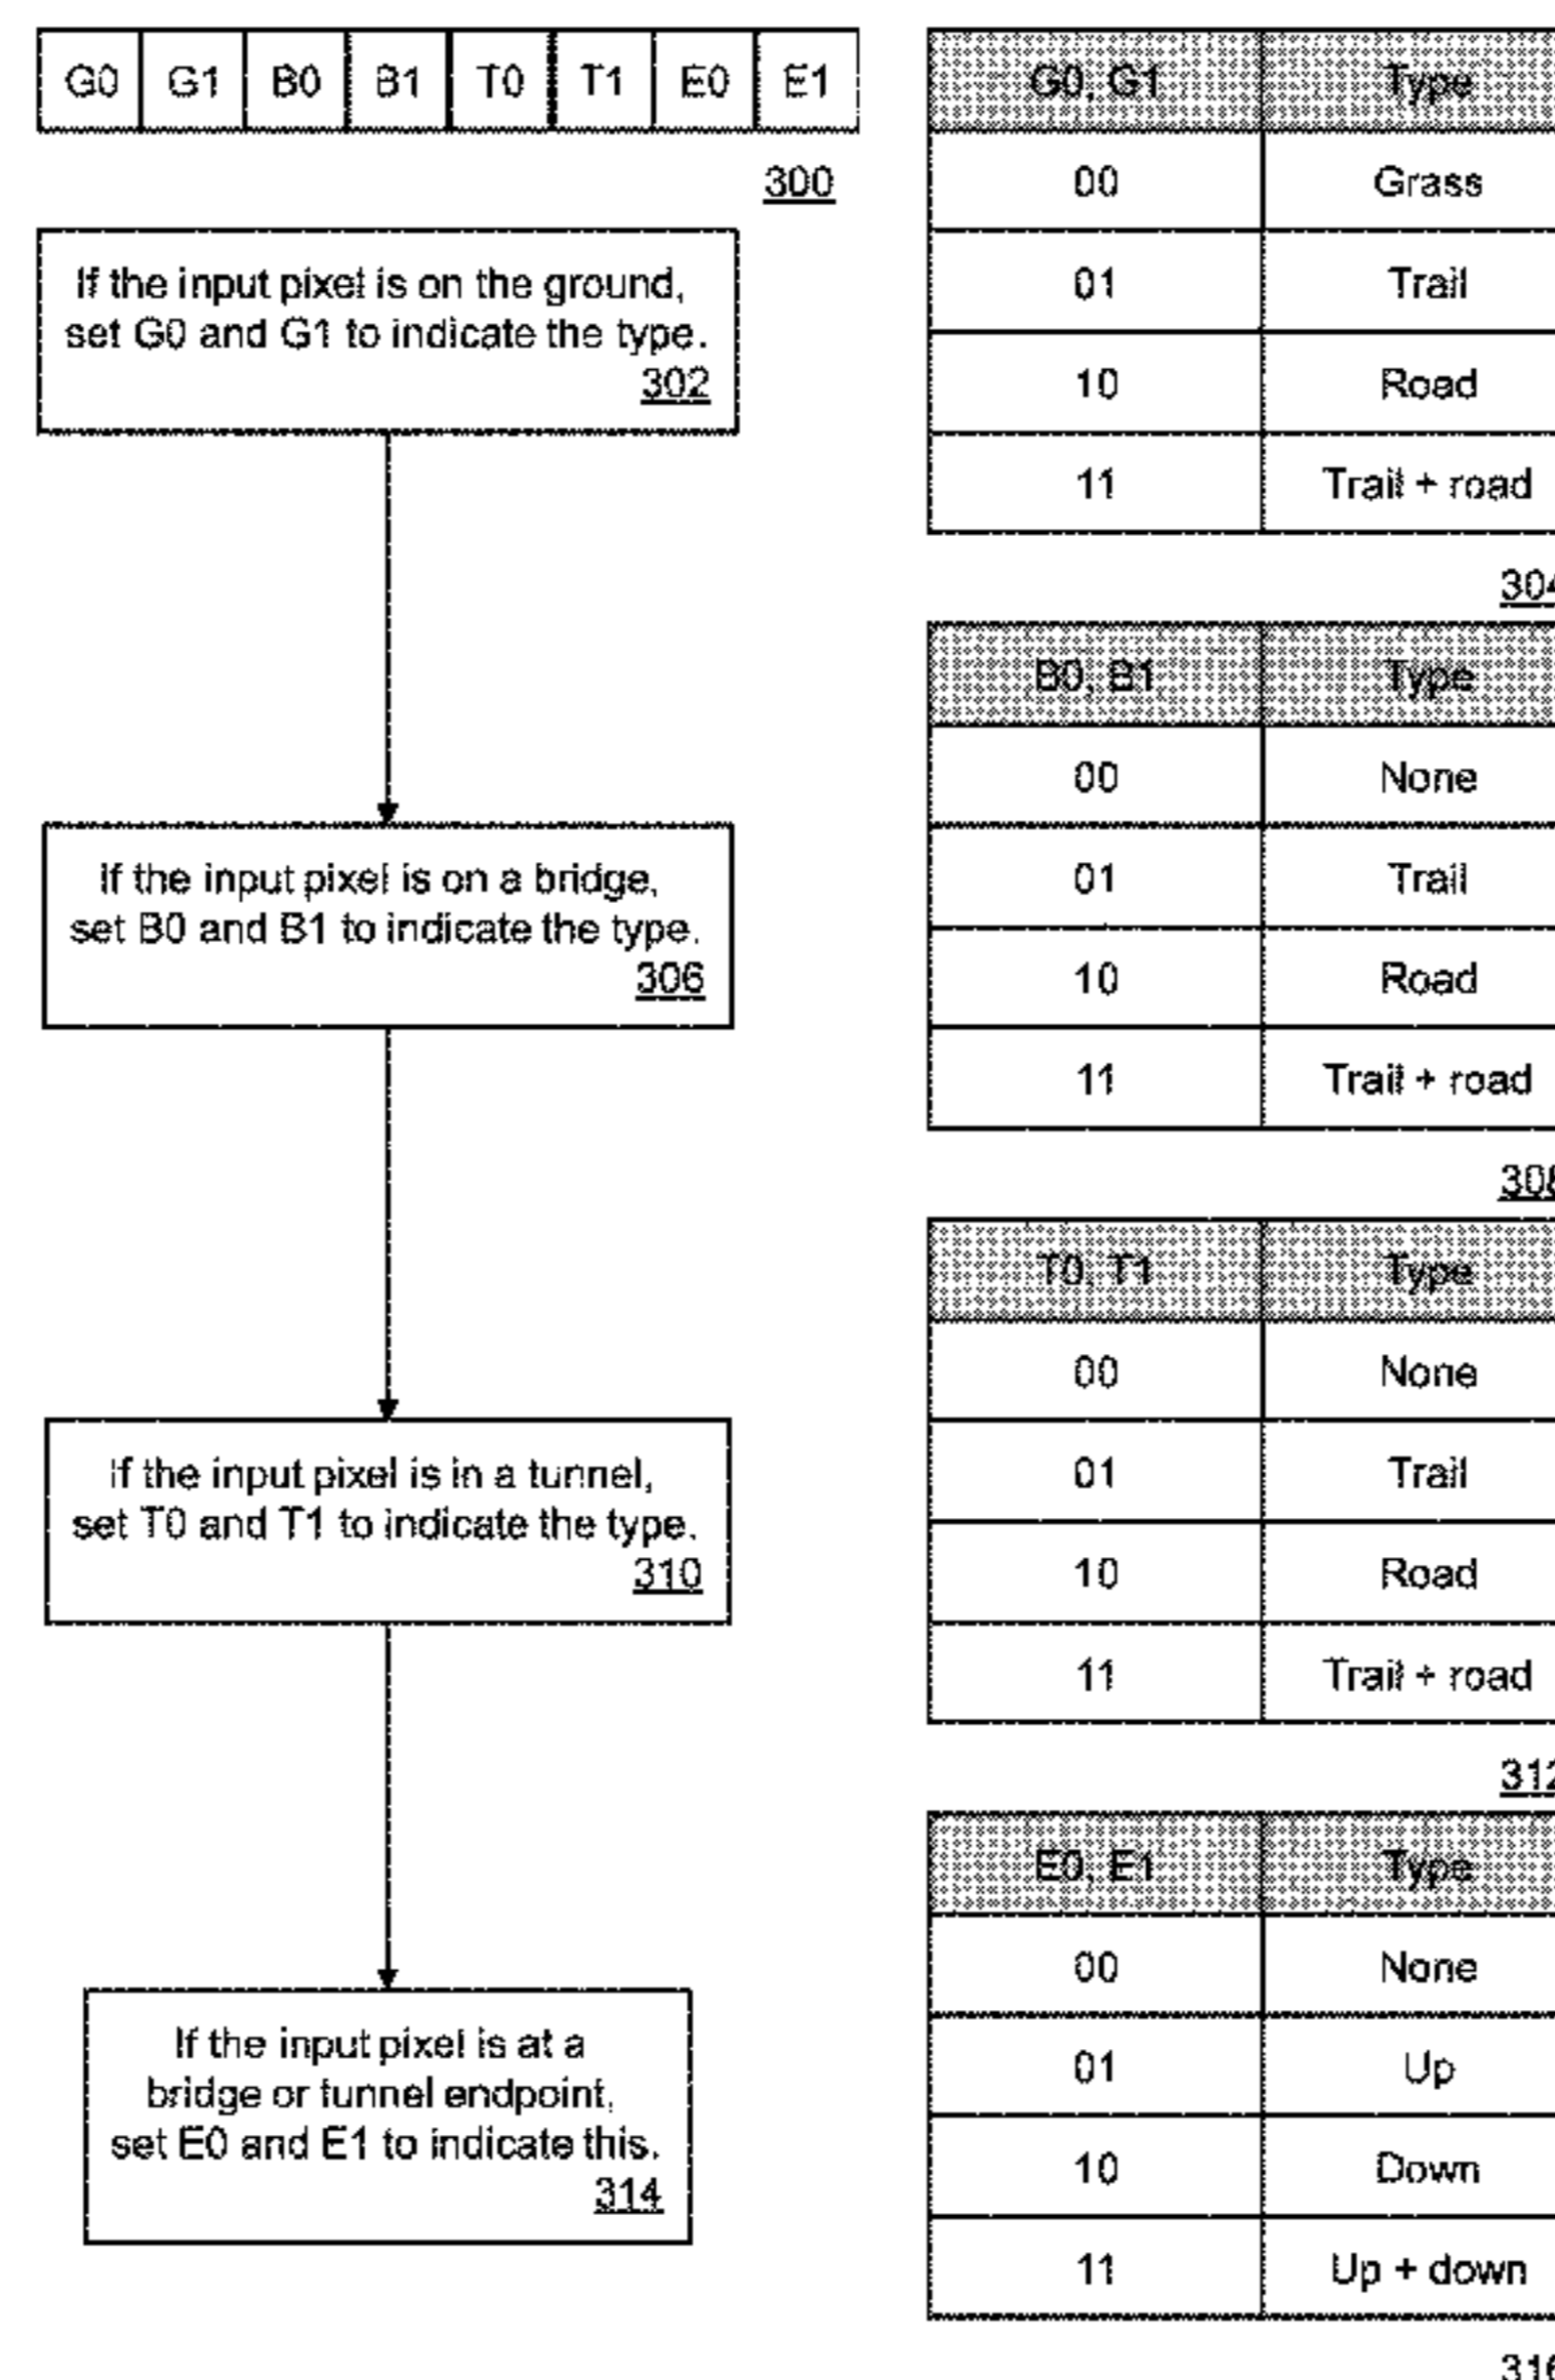 G0 G1 B0 B1 T0 T1 E0 E1
300
If the input pixel is on the ground,
set G0 and G1 to indicate the type.
302
If the input pixel is on a bridge,
set B0 and B1 to indicate the type.
306
If the input pixel is in a tunnel,
set T0 and T1 to indicate the type.
310
If the input pixel is at a
bridge or tunnel endpoint,
set E0 and E1 to indicate this.
314
G0, G1 Type
00 Grass
01 Trail
10 Road
11 Trail + road
304
B0, B1 Type
00 None
01 Trail
10 Road
11 Trail + road
308
T0, T1 Type
00 None
01 Trail
10 Road
11 Trail + road
312
E0, E1 Type
00 None
01 Up
10 Down
11 Up + down
316